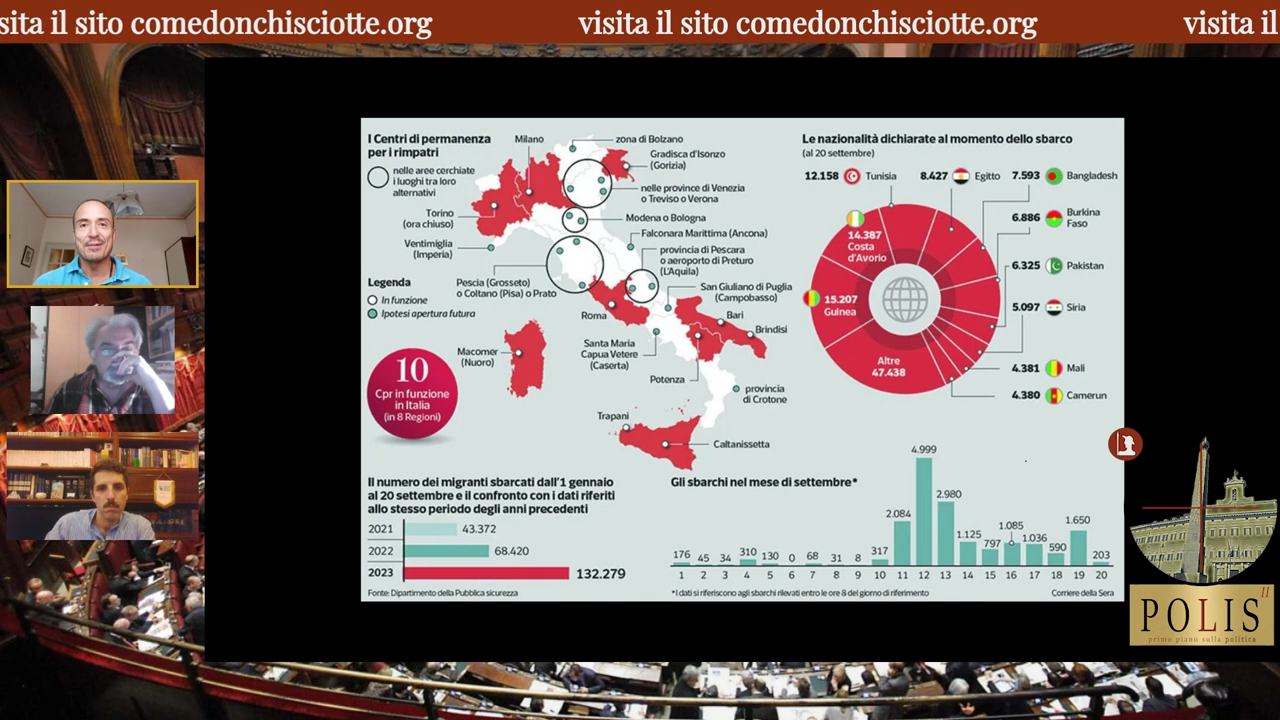 sita il sito comedonchisciotte.org
visita il sito comedonchisciotte.org
visita il
I Centri di permanenza
per i rimpatri
nelle aree cerchiate
i luoghi tra loro
alternativi
Milano
zona di Bolzano
Gradisca d'Isonzo
(Gorizia)
nelle province di Venezia
o Treviso o Verona
Torino
(ora chiuso)
Modena o Bologna
Ventimiglia
(Imperia)
Falconara Marittima (Ancona)
provincia di Pescara
o aeroporto di Preturo
(L'Aquila)
Pescia (Grosseto)
o Coltano (Pisa) o Prato
San Giuliano di Puglia
(Campobasso)
Legenda
In funzione
Ipotesi apertura futura
Roma
Bari
Brindisi
Macomer
(Nuoro)
Santa Maria
Capua Vetere
(Caserta)
Potenza
provincia
di Crotone
10
Cpr in funzione
in Italia
(in 8 Regioni)
Trapani
Caltanissetta
Le nazionalità dichiarate al momento dello sbarco
(al 20 settembre)
12.158 Tunisia
8.427 Egitto
7.593 Bangladesh
6.886 Burkina
Faso
6.325 Pakistan
5.097 Siria
4.381 Mali
4.380 Camerun
14.387
Costa
d'Avorio
15.207
Guinea
Altre
47.438
Il numero dei migranti sbarcati dall'1 gennaio
al 20 settembre e il confronto con i dati riferiti
allo stesso periodo degli anni precedenti
2021 43.372
2022 68.420
2023 132.279
Fonte: Dipartimento della Pubblica sicurezza
Gli sbarchi nel mese di settembre*
176 45 34 310 130 0 68 31 8 317 2.084 4.999 2.980 1.125 797 1.085 1.036 590 1.650 203
1 2 3 4 5 6 7 8 9 10 11 12 13 14 15 16 17 18 19 20
*I dati si riferiscono agli sbarchi rilevati entro le ore 8 del giorno di riferimento
Corriere della Sera
POLIS II
primo piano sulla politica